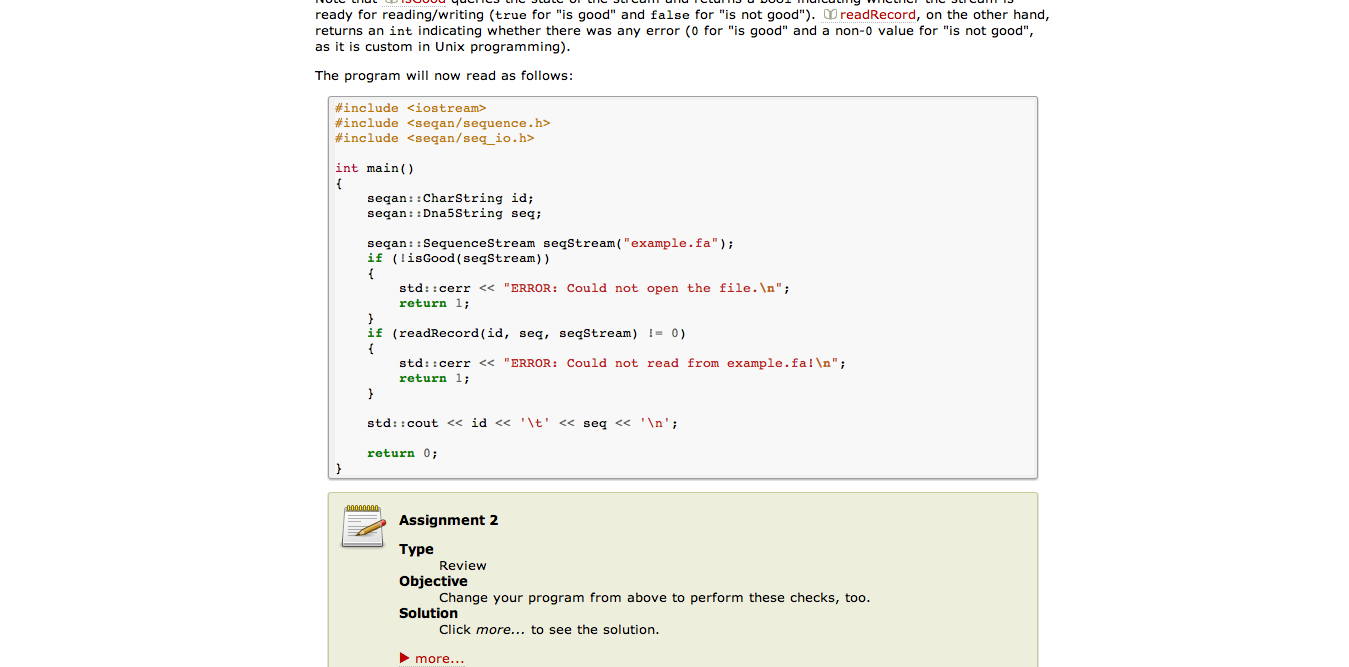 Note that isGood queries the state of the stream and returns a bool indicating whether the stream is
ready for reading/writing (true for "is good" and false for "is not good"). readRecord, on the other hand,
returns an int indicating whether there was any error (0 for "is good" and a non-0 value for "is not good",
as it is custom in Unix programming).
The program will now read as follows:
#include <iostream>
#include <seqan/sequence.h>
#include <seqan/seq_io.h>
int main()
{
    seqan::CharString id;
    seqan::Dna5String seq;
    seqan::SequenceStream seqStream("example.fa");
    if (!isGood(seqStream))
    {
        std::cerr << "ERROR: Could not open the file.\n";
        return 1;
    }
    if (readRecord(id, seq, seqStream) != 0)
    {
        std::cerr << "ERROR: Could not read from example.fa!\n";
        return 1;
    }
    std::cout << id << '\t' << seq << '\n';
    return 0;
}
Assignment 2
Type
Review
Objective
Change your program from above to perform these checks, too.
Solution
Click more... to see the solution.
more...